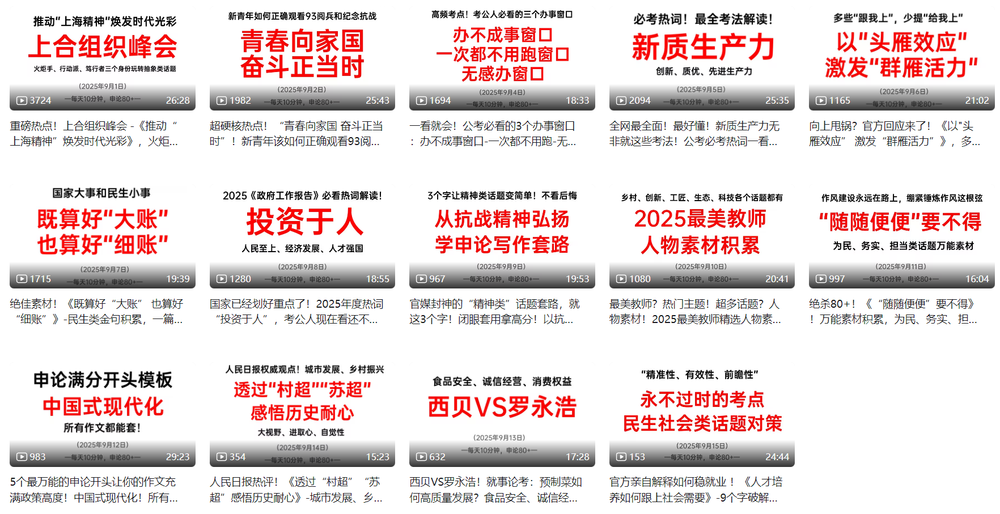 推动“上海精神”焕发时代光彩
上合组织峰会
火炬手、行动派、笃行者三个身份玩转抽象类话题
(2025年9月1日)
—每天10分钟，申论80+—
3724
26:28
重磅热点！上合组织峰会 -《推动“
上海精神”焕发时代光彩》，火炬...
新青年如何正确观看93阅兵和纪念抗战
青春向家国
奋斗正当时
(2025年9月2日)
—每天10分钟，申论80+—
1982
25:43
超硬核热点！“青春向家国 奋斗正当
时”！新青年该如何正确观看93阅...
高频考点！考公人必看的三个办事窗口
办不成事窗口
一次都不用跑窗口
无感办窗口
(2025年9月4日)
—每天10分钟，申论80+—
1694
18:33
一看就会！公考必看的3个办事窗口
：办不成事窗口-一次都不用跑-无...
必考热词！最全考法解读！
新质生产力
创新、质优、先进生产力
(2025年9月5日)
—每天10分钟，申论80+—
2094
25:35
全网最全面！最好懂！新质生产力无
非就这些考法！公考必考热词一看...
多些“跟我上”，少提“给我上”
以“头雁效应”
激发“群雁活力”
(2025年9月6日)
—每天10分钟，申论80+—
1165
21:02
向上甩锅？官方回应来了！《以"头
雁效应” 激发“群雁活力”》，多...
国家大事和民生小事
既算好“大账”
也算好“细账”
(2025年9月7日)
—每天10分钟，申论80+—
1715
19:39
绝佳素材！《既算好“大账” 也算好
“细账”》-民生类金句积累，一篇...
2025《政府工作报告》必看热词解读！
投资于人
人民至上、经济发展、人才强国
(2025年9月8日)
—每天10分钟，申论80+—
1280
18:55
国家已经划好重点了！2025年度热词
“投资于人”，考公人现在看还不...
3个字让精神类话题变简单！不看后悔
从抗战精神弘扬
学申论写作套路
(2025年9月9日)
—每天10分钟，申论80+—
967
19:53
官媒封神的“精神类”话题套路，就
这3个字！闭眼套用拿高分！以抗...
乡村、创新、工匠、生态、科技各个话题都有
2025最美教师
人物素材积累
(2025年9月10日)
—每天10分钟，申论80+—
1080
20:41
最美教师？热门主题！超多话题？人
物素材！2025最美教师精选人物素...
作风建设永远在路上，绷紧锤炼作风这根弦
“随随便便”要不得
为民、务实、担当类话题万能素材
(2025年9月11日)
—每天10分钟，申论80+—
997
16:04
绝杀80+！《“随随便便”要不得》
！万能素材积累，为民、务实、担...
申论满分开头模板
中国式现代化
所有作文都能套！
(2025年9月12日)
—每天10分钟，申论80+—
983
29:23
5个最万能的申论开头让你的作文充
满政策高度！中国式现代化！所有...
人民日报权威观点！城市发展、乡村振兴
透过“村超”“苏超”
感悟历史耐心
大视野、进取心、自觉性
(2025年9月14日)
—每天10分钟，申论80+—
354
15:23
人民日报热评！《透过“村超”“苏
超”感悟历史耐心》-城市发展、乡...
食品安全、诚信经营、消费权益
西贝VS罗永浩
(2025年9月13日)
—每天10分钟，申论80+—
632
17:28
西贝VS罗永浩！就事论考：预制菜如
何高质量发展？食品安全、诚信经...
“精准性、有效性、前瞻性”
永不过时的考点
民生社会类话题对策
(2025年9月15日)
—每天10分钟，申论80+—
153
24:44
官方亲自解释如何稳就业 ！《人才培
养如何跟上社会需要》-9个字破解...